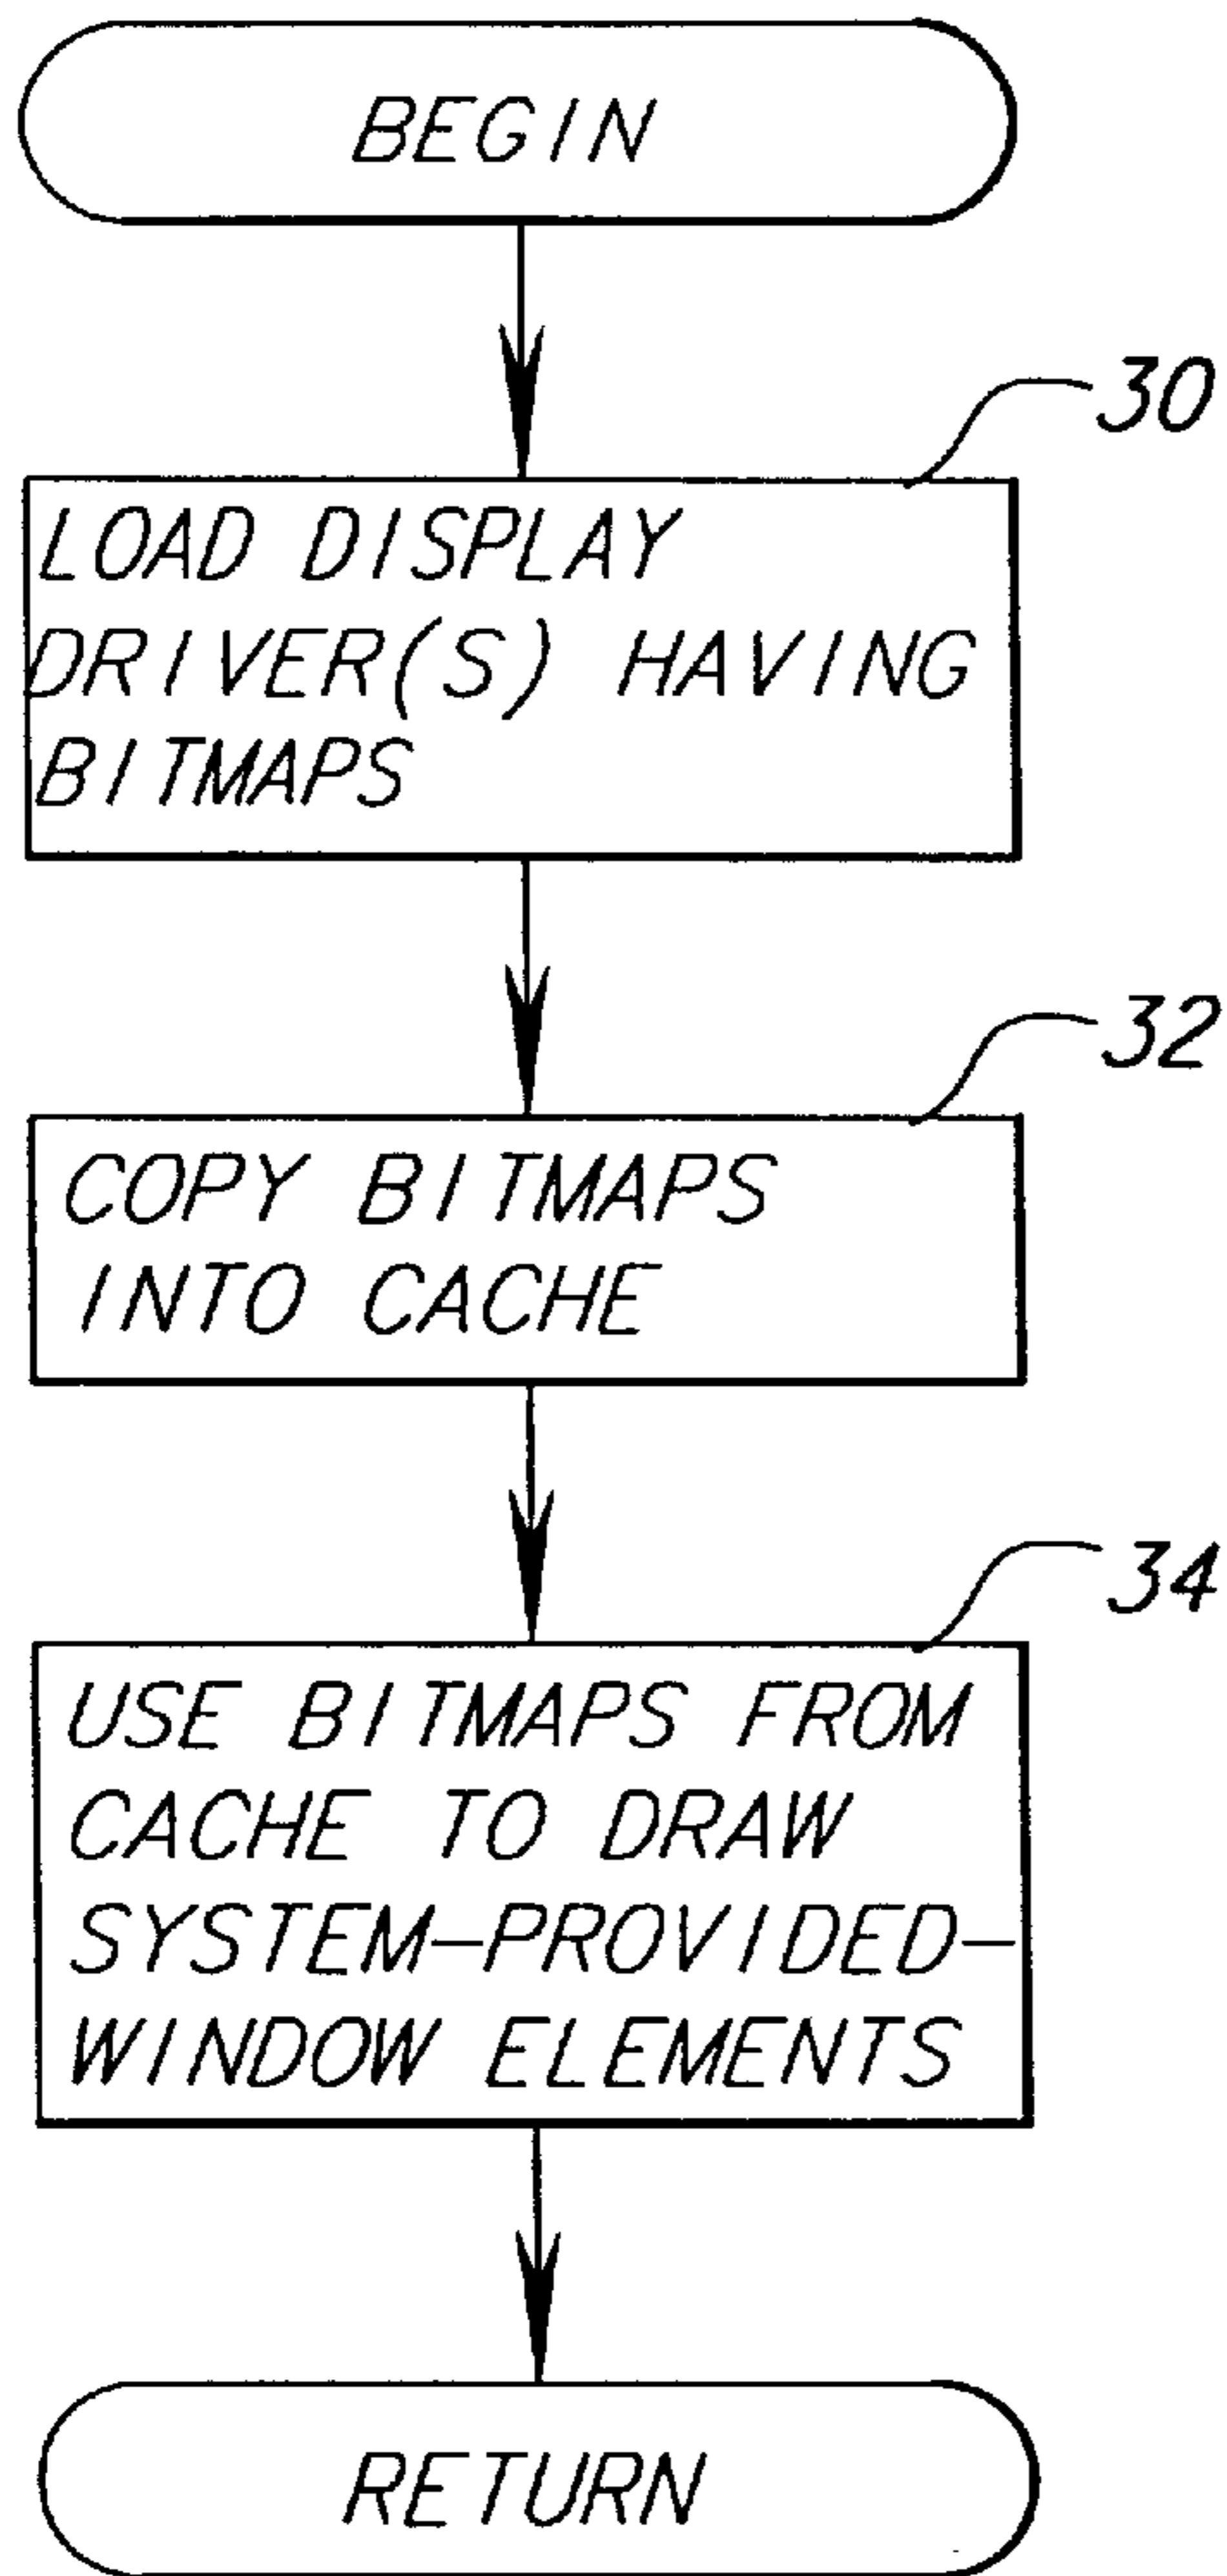 BEGIN
30
LOAD DISPLAY
DRIVER(S) HAVING
BITMAPS
32
COPY BITMAPS
INTO CACHE
34
USE BITMAPS FROM
CACHE TO DRAW
SYSTEM-PROVIDED-
WINDOW ELEMENTS
RETURN